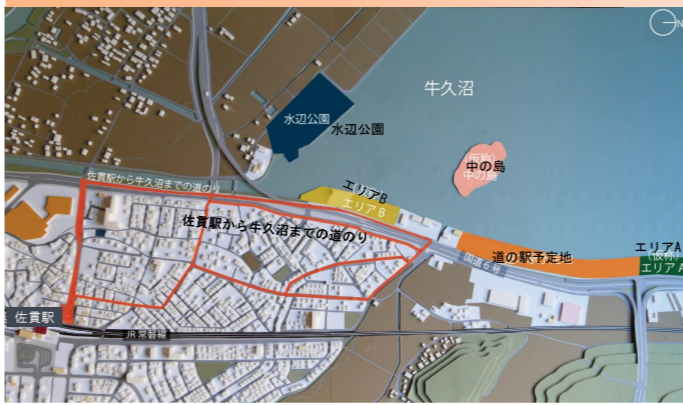 N
牛久沼
水辺公園
水辺公園
中の島
(仮称)
中の島
佐貫駅から牛久沼までの道のり
エリアB
エリアB
佐貫駅から牛久沼までの道のり
国道6号
道の駅予定地
エリアA
(仮称)
エリアA
佐貫駅
JR常磐線